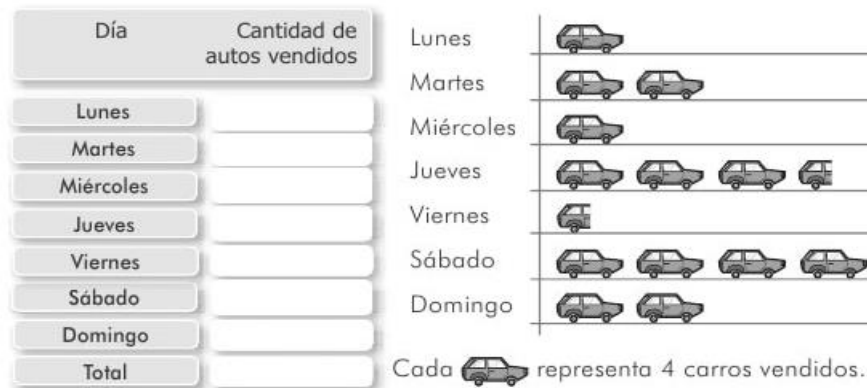 Día
Cantidad de
autos vendidos
Lunes
Martes
Miércoles
Jueves
Viernes
Sábado
Domingo
Total
Lunes
Martes
Miércoles
Jueves
Viernes
Sábado
Domingo
Cada representa 4 carros vendidos.